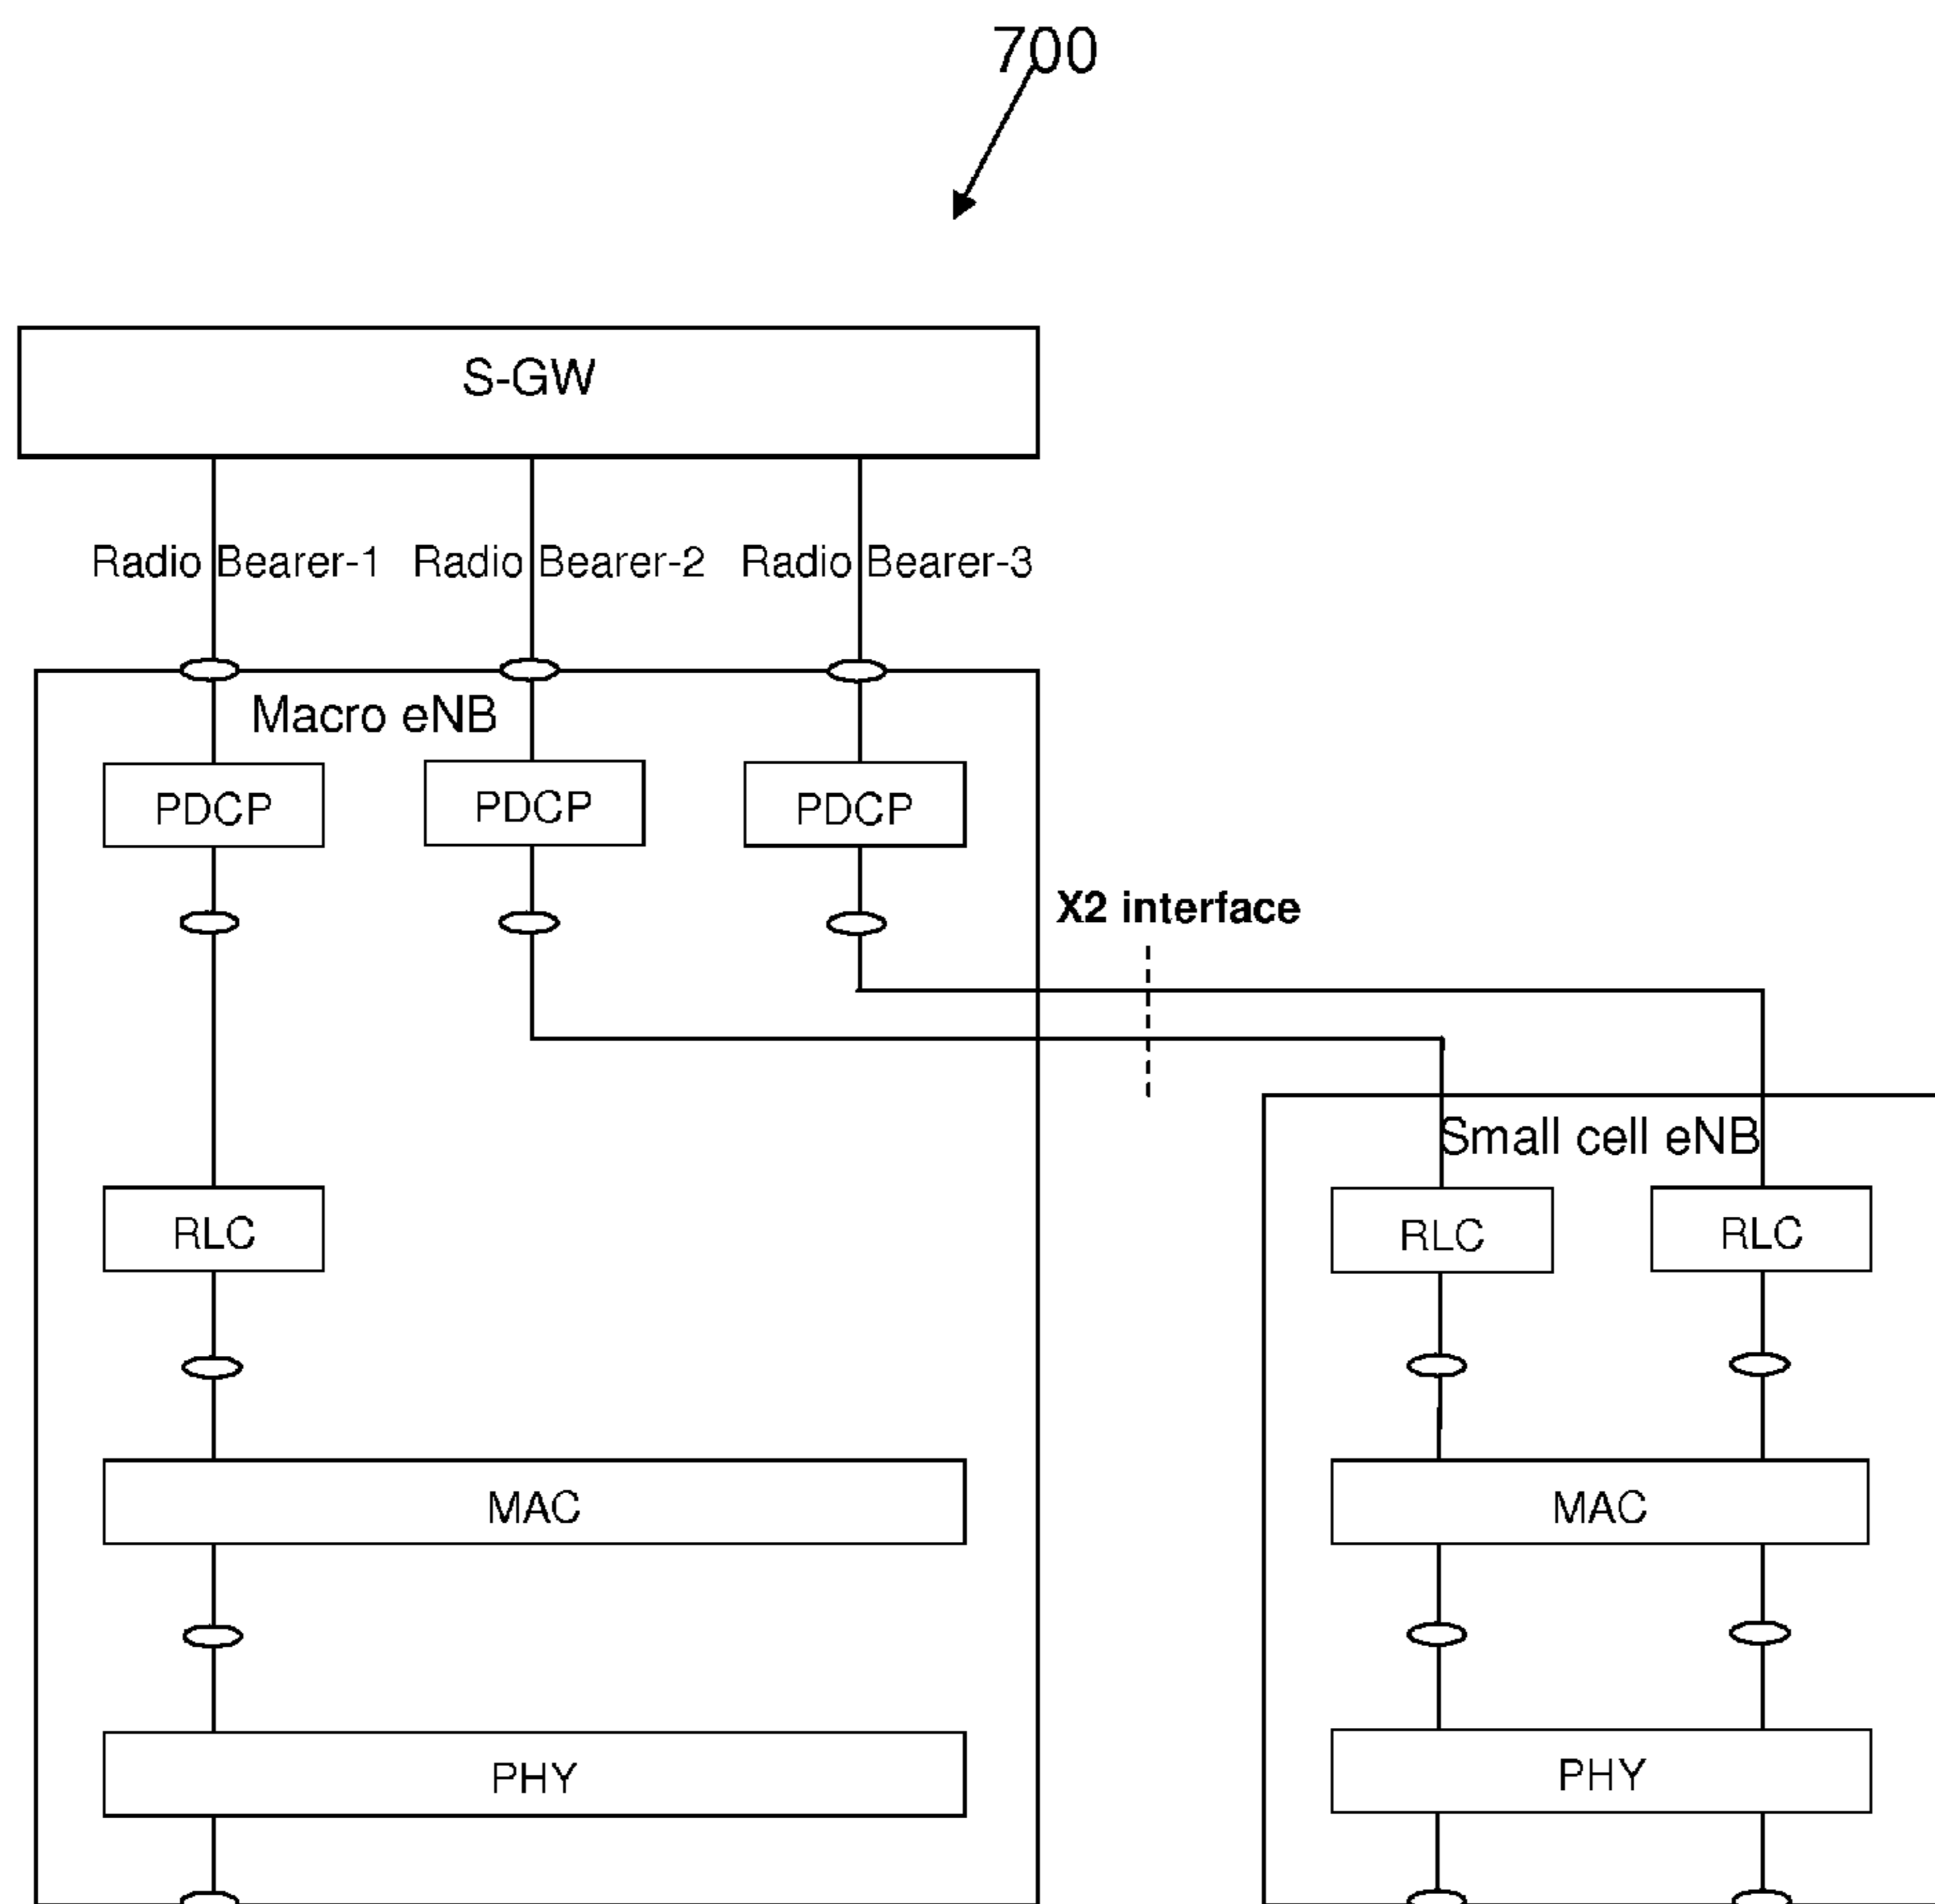 700
S-GW
Radio Bearer-1 Radio Bearer-2 Radio Bearer-3
Macro eNB
PDCP PDCP PDCP
X2 interface
Small cell eNB
RLC RLC RLC
MAC MAC
PHY PHY